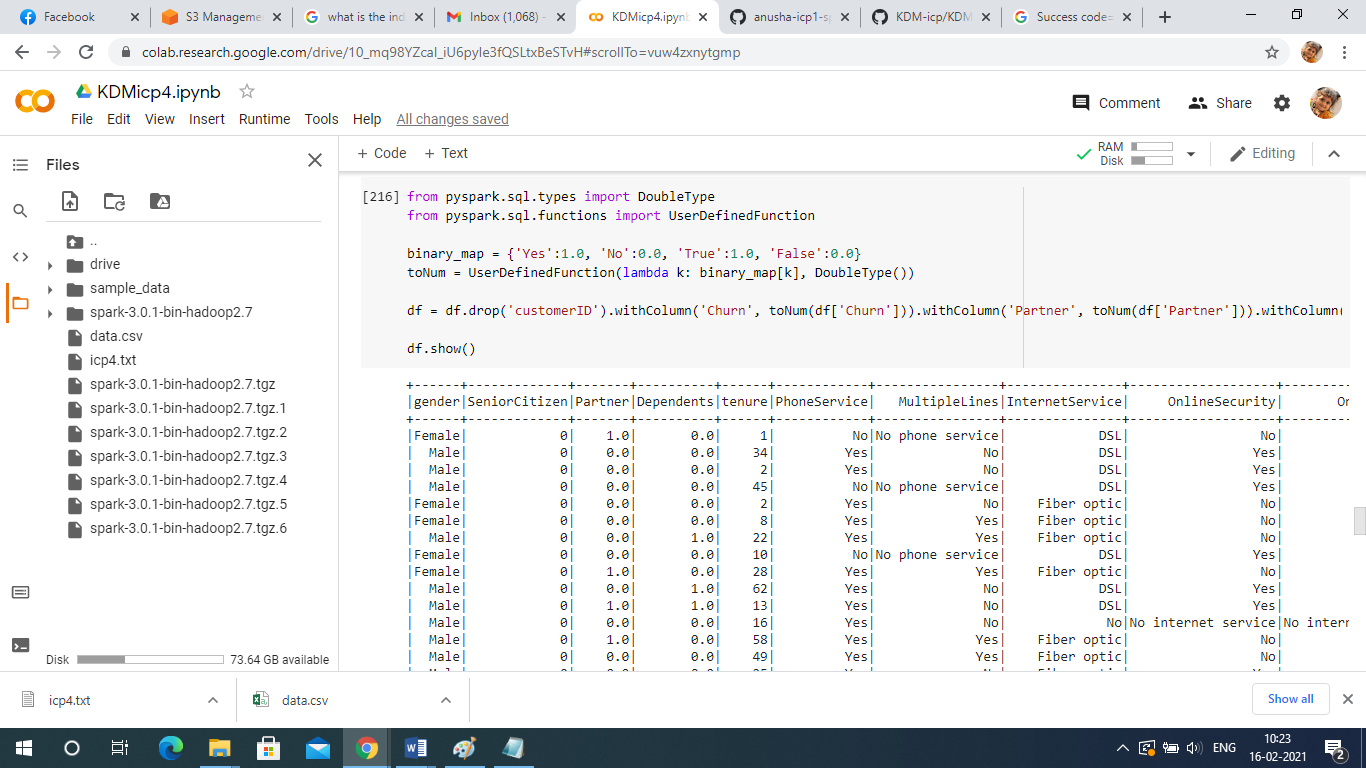 Facebook
S3 Managemen
what is the ind
Inbox (1,068) -
KDMicp4.ipynb
anusha-icp1-sp
KDM-icp/KDM
Success code=
colab.research.google.com/drive/10_mq98YZcaI_iU6pyIe3fQSLtxBeSTvH#scrollTo=vuw4zxnytgmp
KDMicp4.ipynb
Comment
Share
File Edit View Insert Runtime Tools Help All changes saved
Files
+ Code + Text
RAM
Disk
Editing
..
drive
sample_data
spark-3.0.1-bin-hadoop2.7
data.csv
icp4.txt
spark-3.0.1-bin-hadoop2.7.tgz
spark-3.0.1-bin-hadoop2.7.tgz.1
spark-3.0.1-bin-hadoop2.7.tgz.2
spark-3.0.1-bin-hadoop2.7.tgz.3
spark-3.0.1-bin-hadoop2.7.tgz.4
spark-3.0.1-bin-hadoop2.7.tgz.5
spark-3.0.1-bin-hadoop2.7.tgz.6
Disk 73.64 GB available
[216] from pyspark.sql.types import DoubleType
from pyspark.sql.functions import UserDefinedFunction
binary_map = {'Yes':1.0, 'No':0.0, 'True':1.0, 'False':0.0}
toNum = UserDefinedFunction(lambda k: binary_map[k], DoubleType())
df = df.drop('customerID').withColumn('Churn', toNum(df['Churn'])).withColumn('Partner', toNum(df['Partner'])).withColumn(
df.show()
+------+-------------+-------+----------+------+------------+----------------+---------------+-------------------+---------
|gender|SeniorCitizen|Partner|Dependents|tenure|PhoneService|   MultipleLines|InternetService|     OnlineSecurity|       On
+------+-------------+-------+----------+------+------------+----------------+---------------+-------------------+---------
|Female|            0|    1.0|       0.0|     1|          No|No phone service|            DSL|                 No|
|  Male|            0|    0.0|       0.0|    34|         Yes|              No|            DSL|                Yes|
|  Male|            0|    0.0|       0.0|     2|         Yes|              No|            DSL|                Yes|
|  Male|            0|    0.0|       0.0|    45|          No|No phone service|            DSL|                Yes|
|Female|            0|    0.0|       0.0|     2|         Yes|              No|    Fiber optic|                 No|
|Female|            0|    0.0|       0.0|     8|         Yes|             Yes|    Fiber optic|                 No|
|  Male|            0|    0.0|       1.0|    22|         Yes|             Yes|    Fiber optic|                 No|
|Female|            0|    0.0|       0.0|    10|          No|No phone service|            DSL|                Yes|
|Female|            0|    1.0|       0.0|    28|         Yes|             Yes|    Fiber optic|                 No|
|  Male|            0|    0.0|       1.0|    62|         Yes|              No|            DSL|                Yes|
|  Male|            0|    1.0|       1.0|    13|         Yes|              No|            DSL|                Yes|
|  Male|            0|    0.0|       0.0|    16|         Yes|              No|             No|No internet service|No intern
|  Male|            0|    1.0|       0.0|    58|         Yes|             Yes|    Fiber optic|                 No|
|  Male|            0|    0.0|       0.0|    49|         Yes|             Yes|    Fiber optic|                 No|
icp4.txt
data.csv
Show all
ENG
10:23
16-02-2021
2